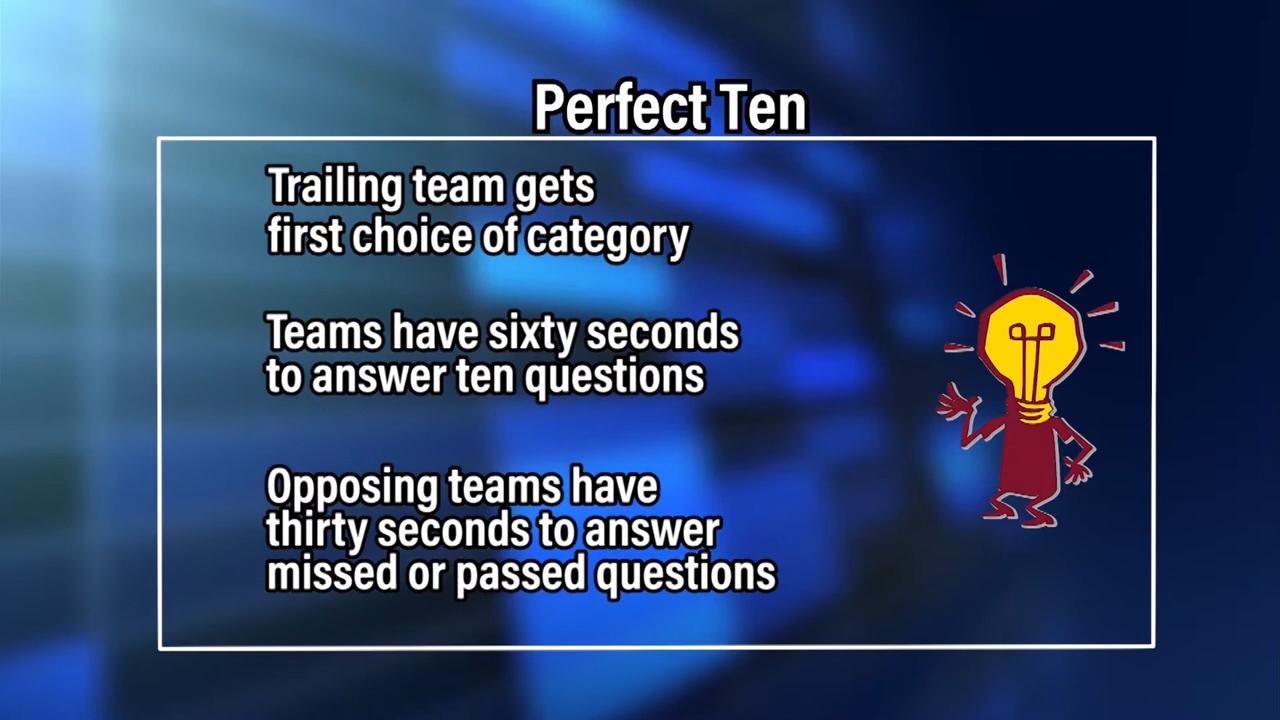 Perfect Ten
Trailing team gets
first choice of category
Teams have sixty seconds
to answer ten questions
Opposing teams have
thirty seconds to answer
missed or passed questions